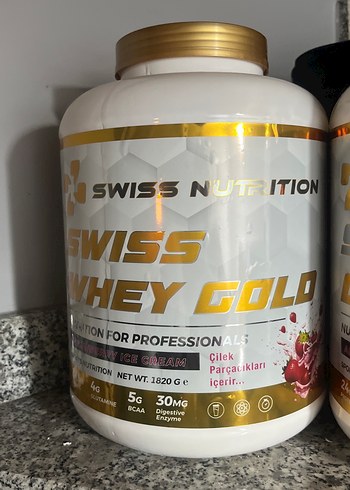 SWISS NUTRITION
SWISS
WHEY GOLD
FOR PROFESSIONALS
ICE CREAM
Çilek
Parçacıkları
içerir...
NUTRITION NET WT. 1820 G e
4G
GLUTAMINE
5G
BCAA
30MG
Digestive
Enzyme